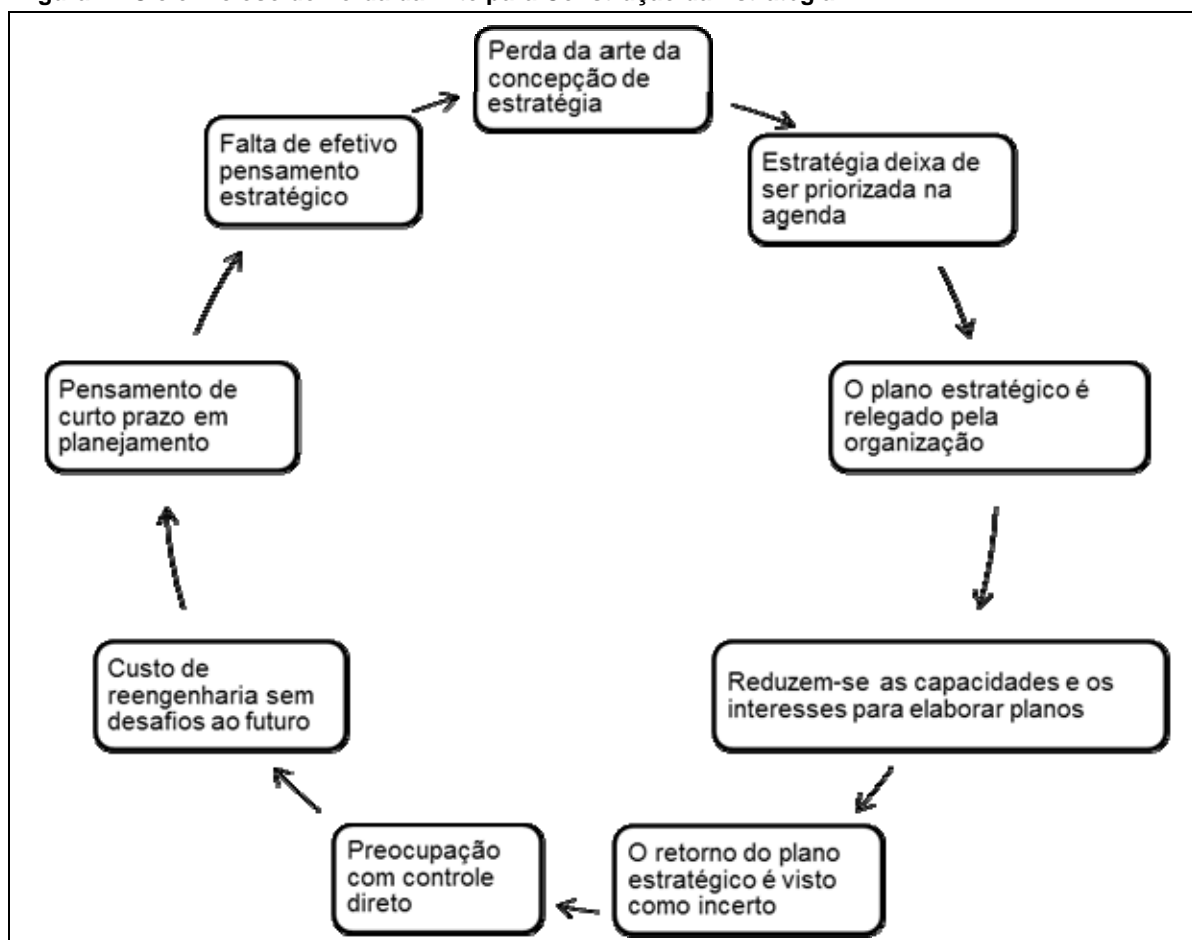 Perda da arte da
concepção de
estratégia
Estratégia deixa de
ser priorizada na
agenda
O plano estratégico é
relegado pela
organização
Reduzem-se as capacidades e os
interesses para elaborar planos
O retorno do plano
estratégico é visto
como incerto
Preocupação
com controle
direto
Custo de
reengenharia sem
desafios ao futuro
Pensamento de
curto prazo em
planejamento
Falta de efetivo
pensamento
estratégico